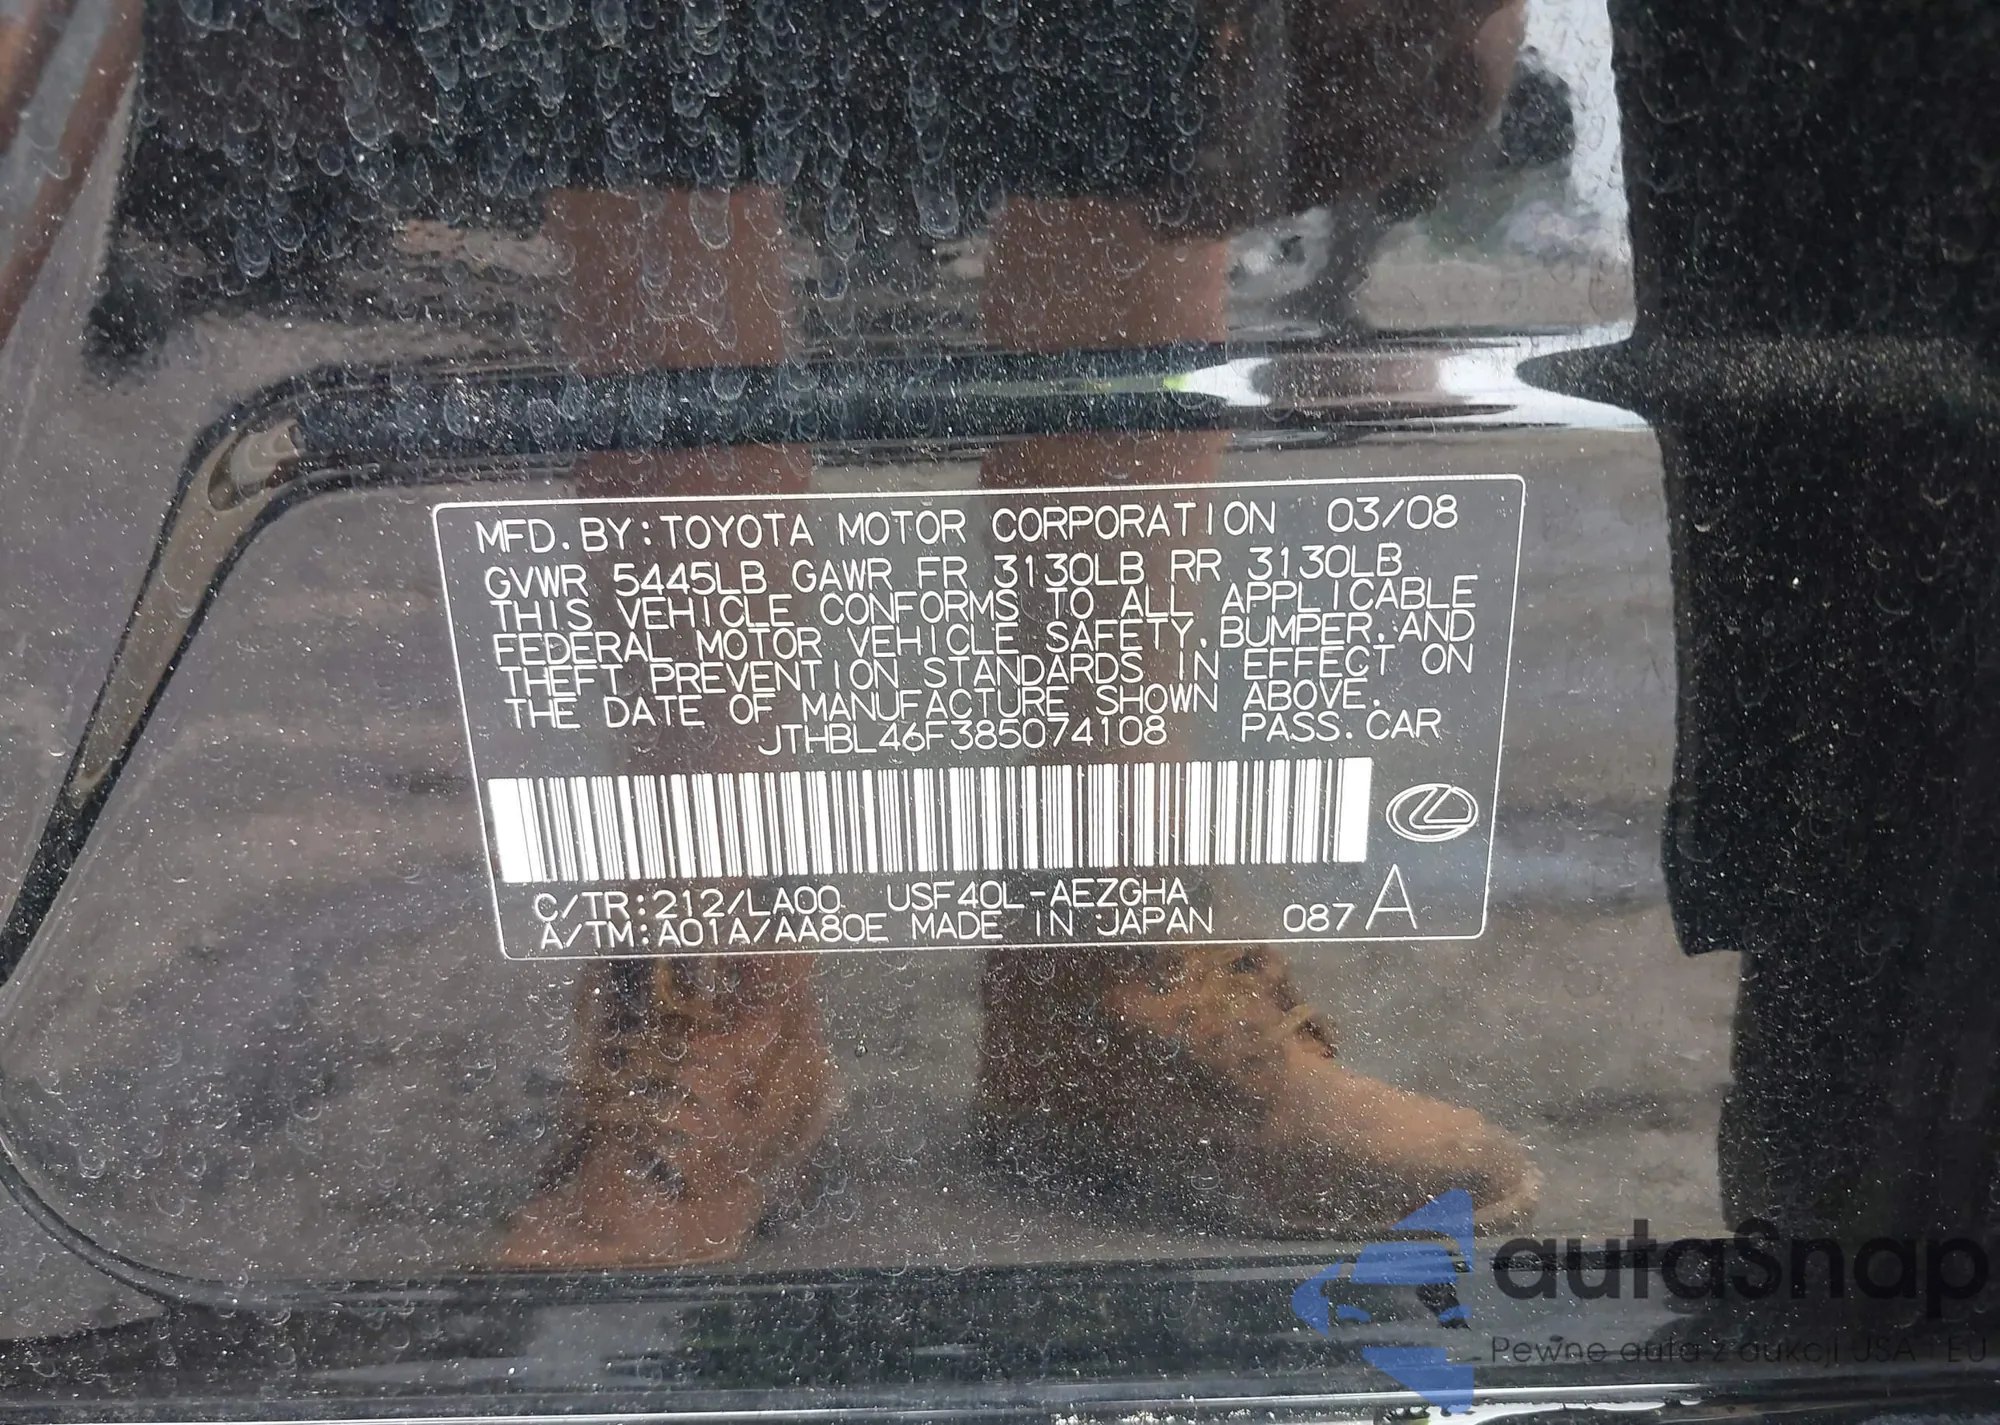 MFD. BY: TOYOTA MOTOR CORPORATION 03/08
GVWR 5445LB GAWR FR 3130LB RR 3130LB
THIS VEHICLE CONFORMS TO ALL APPLICABLE
FEDERAL MOTOR VEHICLE SAFETY, BUMPER, AND
THEFT PREVENTION STANDARDS IN EFFECT ON
THE DATE OF MANUFACTURE SHOWN ABOVE.
JTHBL46F385074108 PASS. CAR
C/TR: 212/LA00 USF40L-AEZGHA
A/TM: A01A/AA80E MADE IN JAPAN 087 A
autaSnap
Pewne auta z aukcji USA i EU